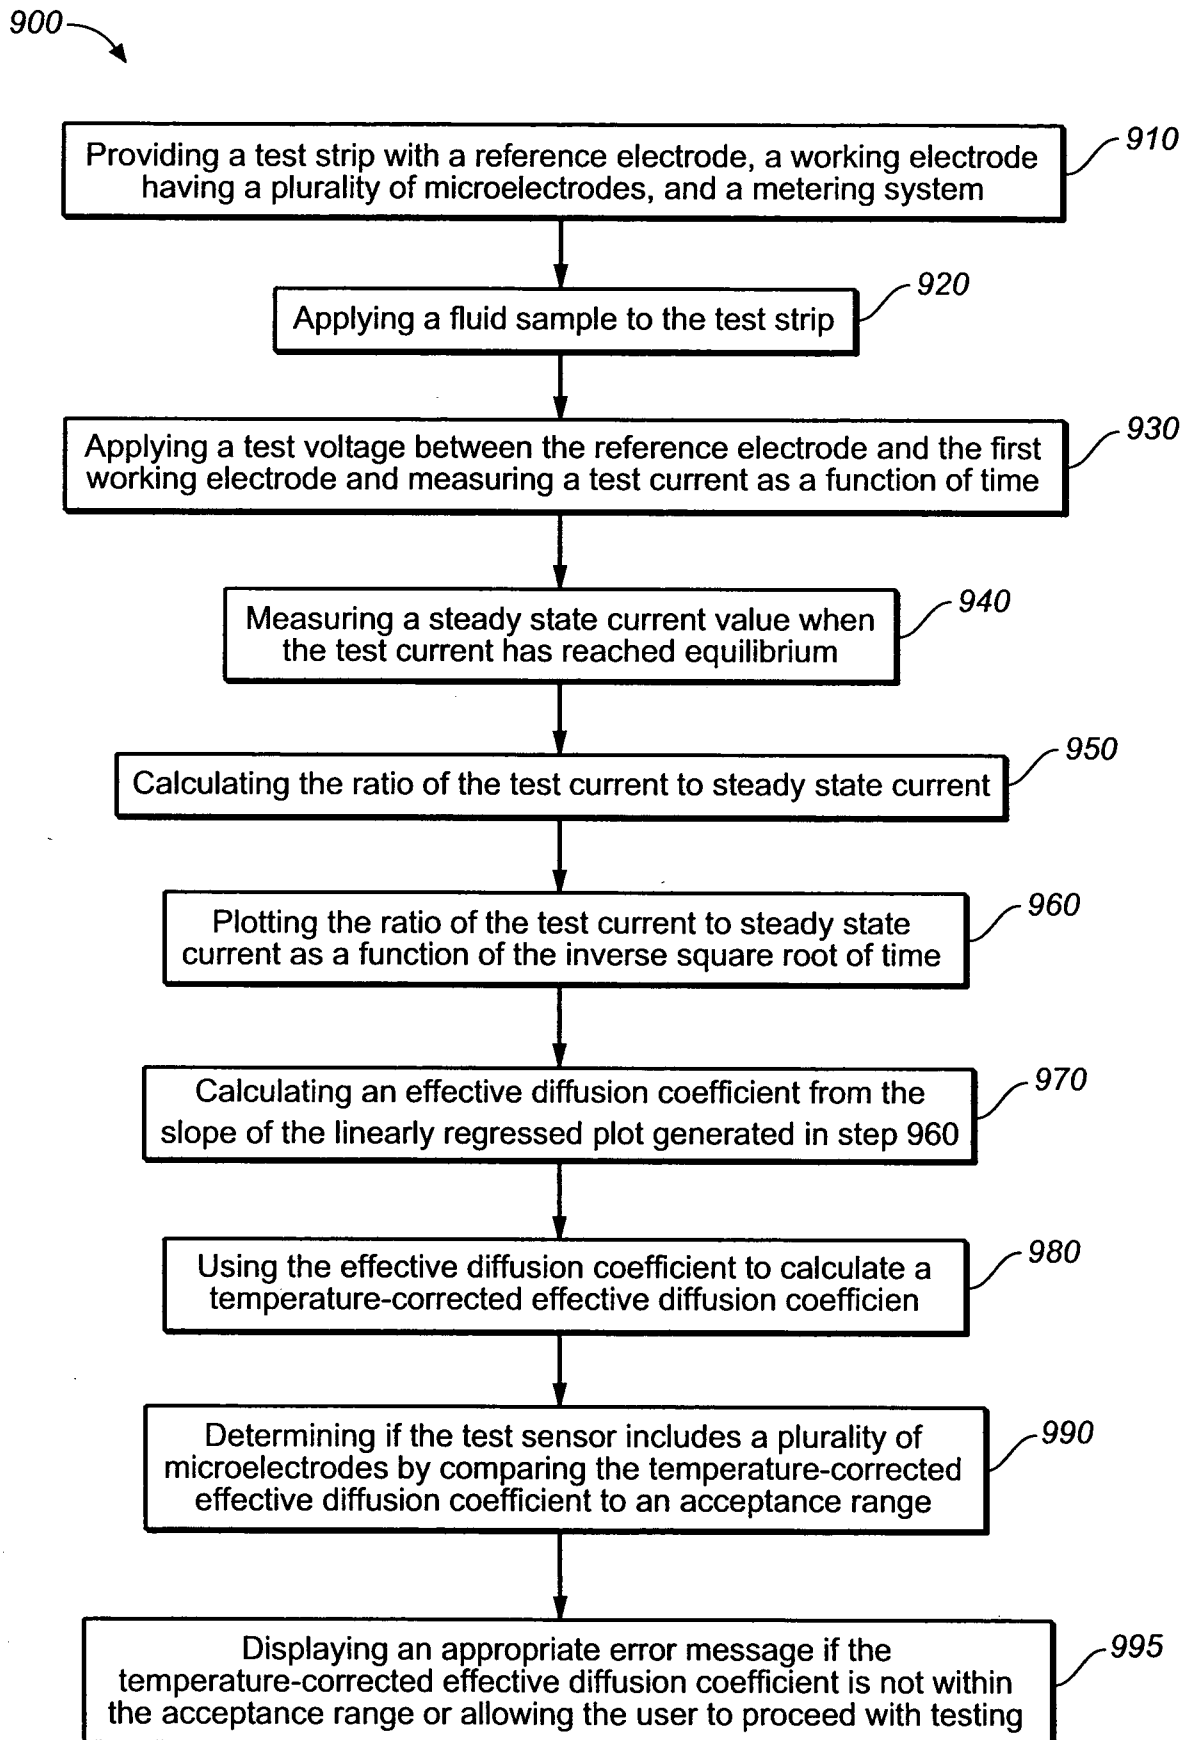 900
Providing a test strip with a reference electrode, a working electrode
having a plurality of microelectrodes, and a metering system
910
Applying a fluid sample to the test strip
920
Applying a test voltage between the reference electrode and the first
working electrode and measuring a test current as a function of time
930
Measuring a steady state current value when
the test current has reached equilibrium
940
Calculating the ratio of the test current to steady state current
950
Plotting the ratio of the test current to steady state
current as a function of the inverse square root of time
960
Calculating an effective diffusion coefficient from the
slope of the linearly regressed plot generated in step 960
970
Using the effective diffusion coefficient to calculate a
temperature-corrected effective diffusion coefficien
980
Determining if the test sensor includes a plurality of
microelectrodes by comparing the temperature-corrected
effective diffusion coefficient to an acceptance range
990
Displaying an appropriate error message if the
temperature-corrected effective diffusion coefficient is not within
the acceptance range or allowing the user to proceed with testing
995